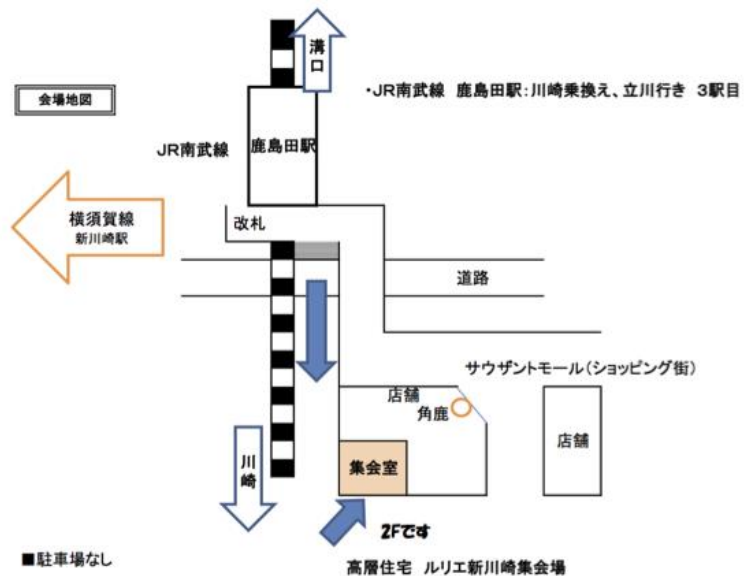 溝口
会場地図
・JR南武線 鹿島田駅：川崎乗換え、立川行き 3駅目
JR南武線
鹿島田駅
横須賀線
新川崎駅
改札
道路
サウザントモール（ショッピング街）
店舗
角鹿
店舗
川崎
集会室
2Fです
■駐車場なし
高層住宅 ルリエ新川崎集会場